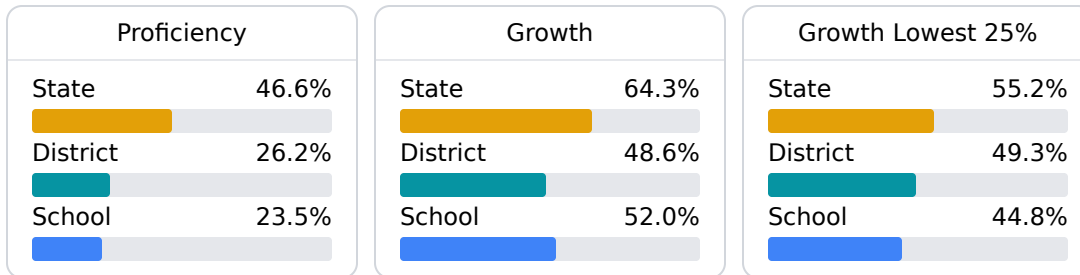 Proficiency
State 46.6%
District 26.2%
School 23.5%
Growth
State 64.3%
District 48.6%
School 52.0%
Growth Lowest 25%
State 55.2%
District 49.3%
School 44.8%